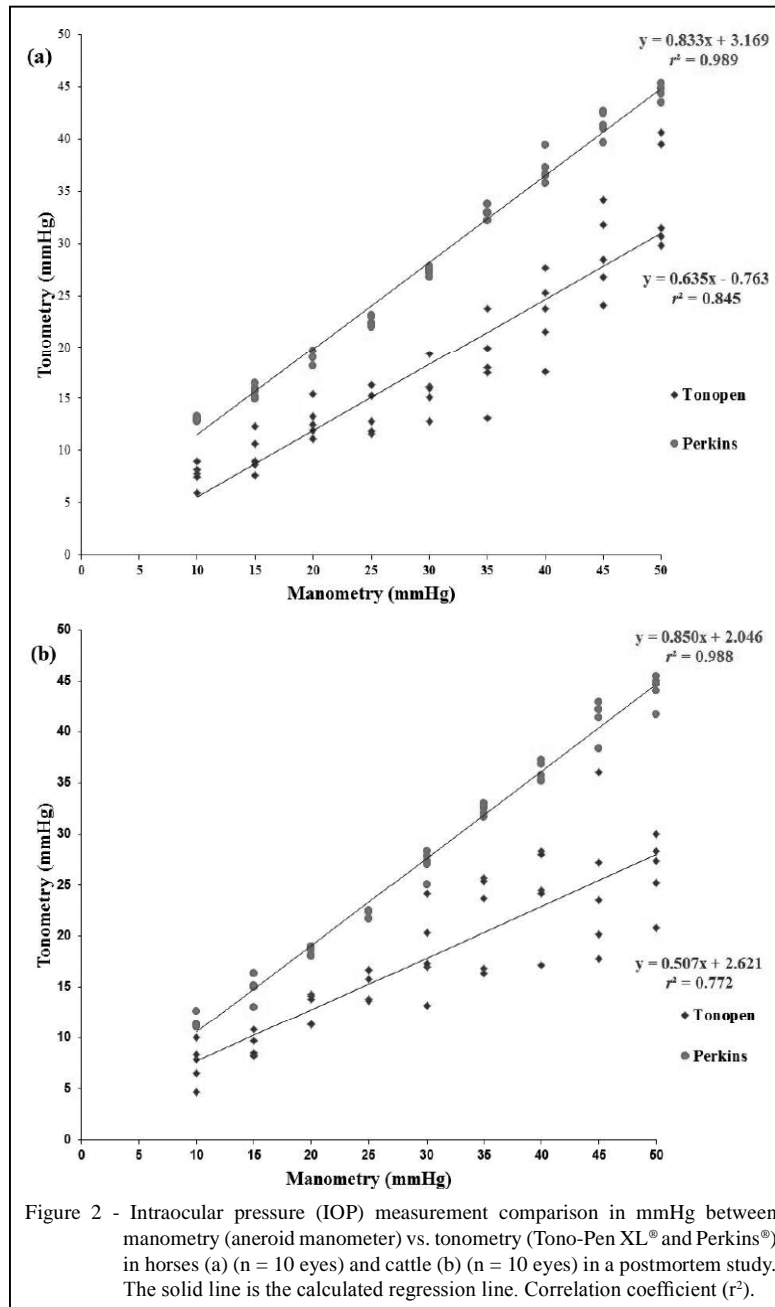 (a)
y = 0.833x + 3.169
r² = 0.989
50
45
40
35
30
25
20
15
10
5
0
Tonometry (mmHg)
y = 0.635x - 0.763
r² = 0.845
Tonopen
Perkins
0 5 10 15 20 25 30 35 40 45 50
Manometry (mmHg)
(b)
y = 0.850x + 2.046
r² = 0.988
50
45
40
35
30
25
20
15
10
5
0
Tonometry (mmHg)
y = 0.507x + 2.621
r² = 0.772
Tonopen
Perkins
0 5 10 15 20 25 30 35 40 45 50
Manometry (mmHg)
Figure 2 - Intraocular pressure (IOP) measurement comparison in mmHg between
manometry (aneroid manometer) vs. tonometry (Tono-Pen XL® and Perkins®)
in horses (a) (n = 10 eyes) and cattle (b) (n = 10 eyes) in a postmortem study.
The solid line is the calculated regression line. Correlation coefficient (r²).